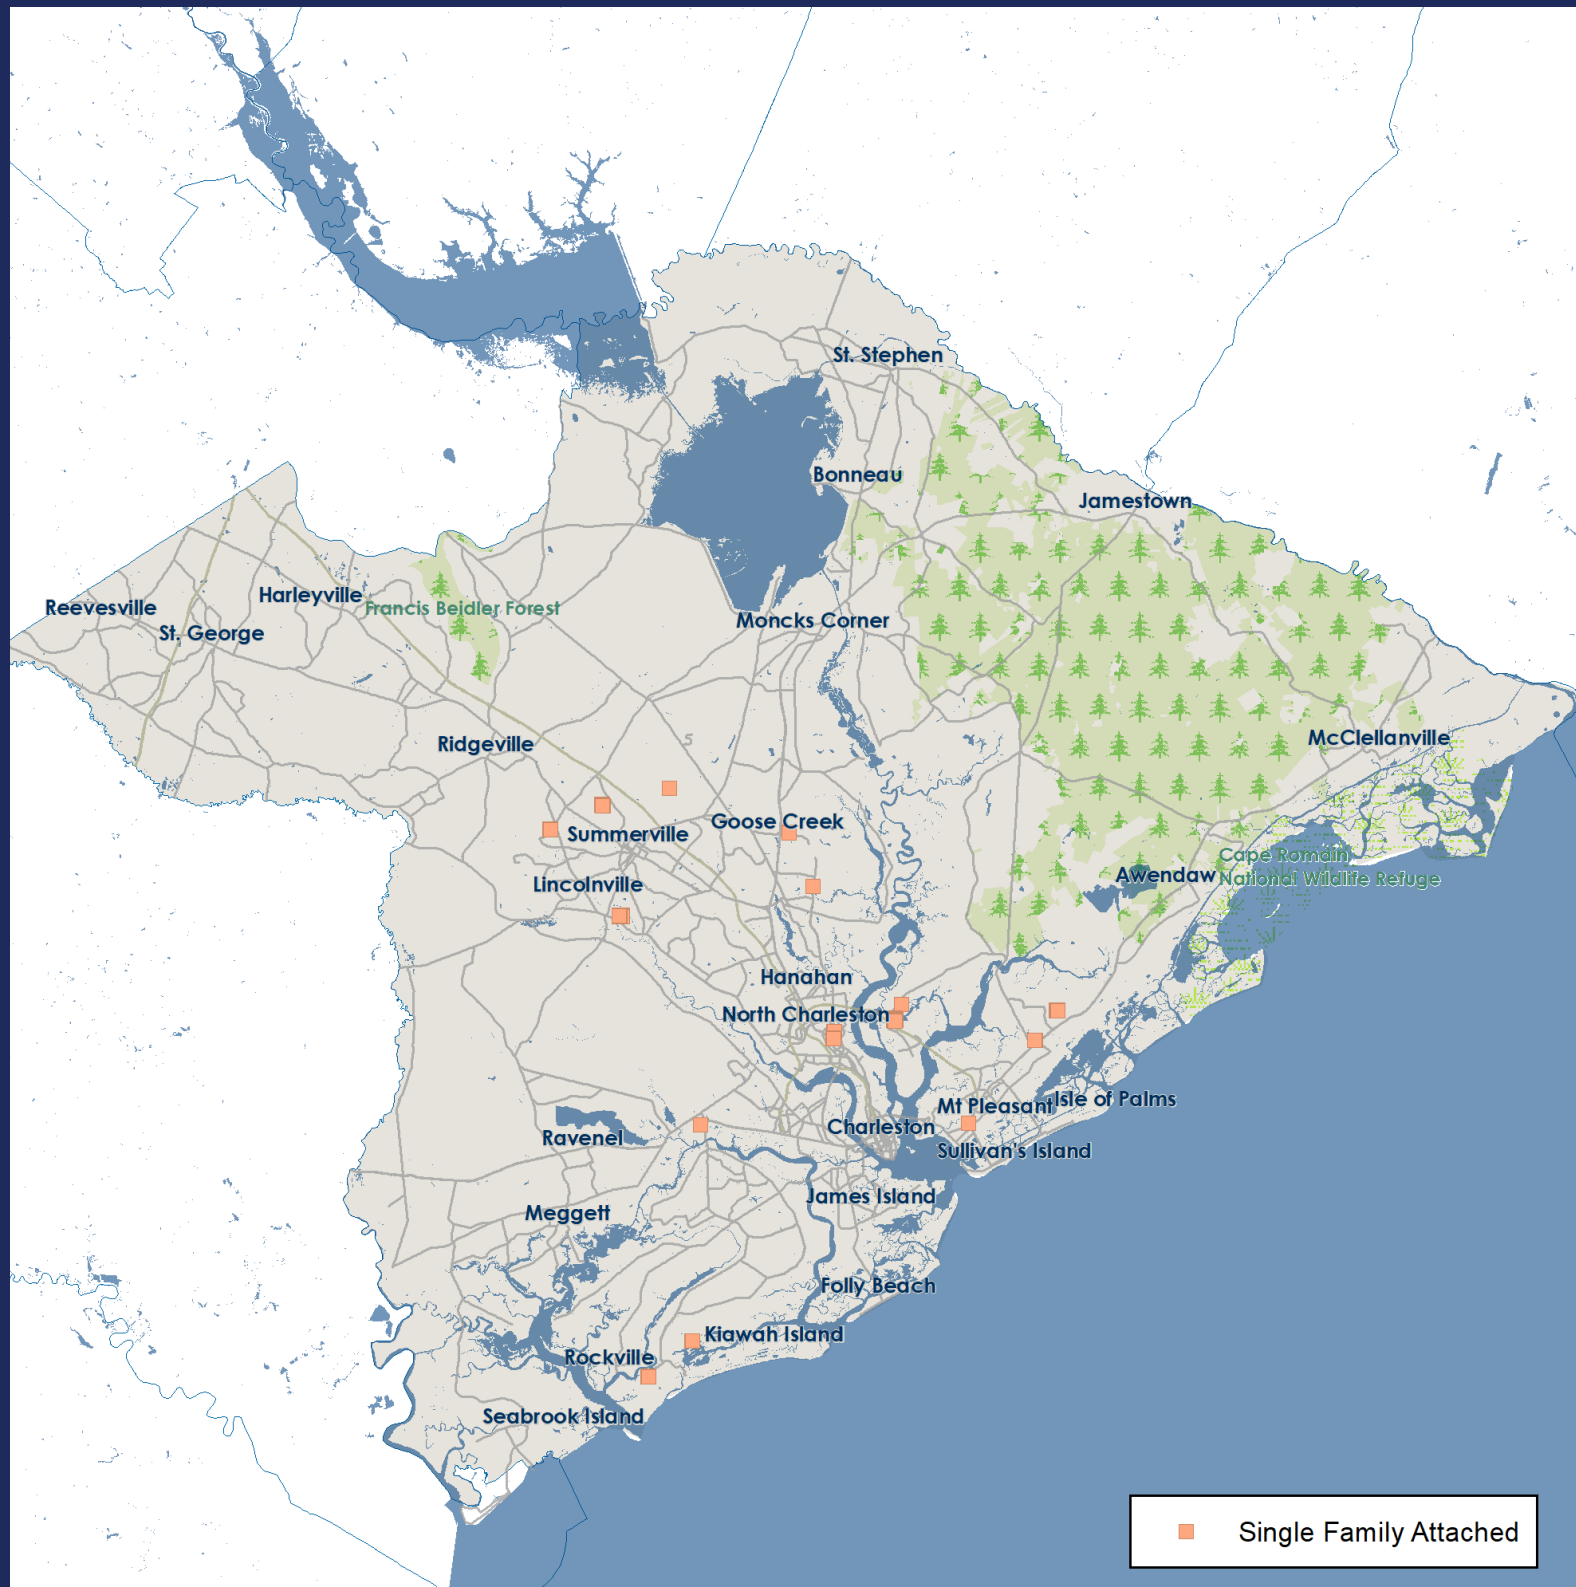 St. Stephen
Bonneau
Jamestown
Reevesville
Harleyville
Francis Beidler Forest
St. George
Moncks Corner
Ridgeville
McClellanville
Goose Creek
Summerville
Cape Romain
National Wildlife Refuge
Awendaw
Lincolnville
Hanahan
North Charleston
Mt Pleasant
Isle of Palms
Charleston
Ravenel
Sullivan's Island
James Island
Meggett
Folly Beach
Kiawah Island
Rockville
Seabrook Island
Single Family Attached